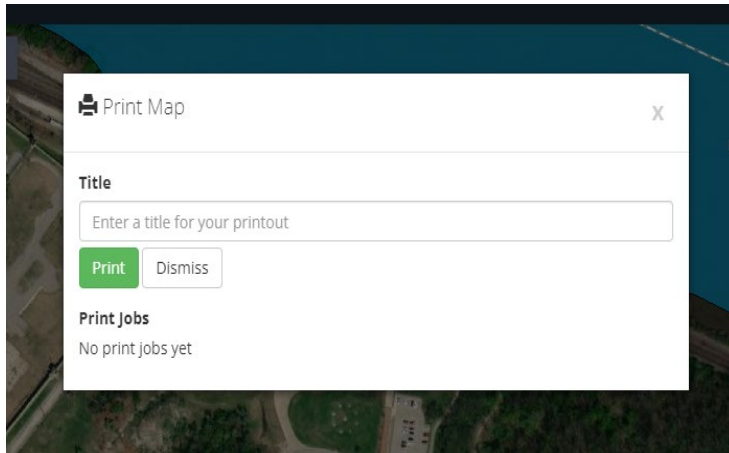 Print Map
X
Title
Enter a title for your printout
Print Dismiss
Print Jobs
No print jobs yet